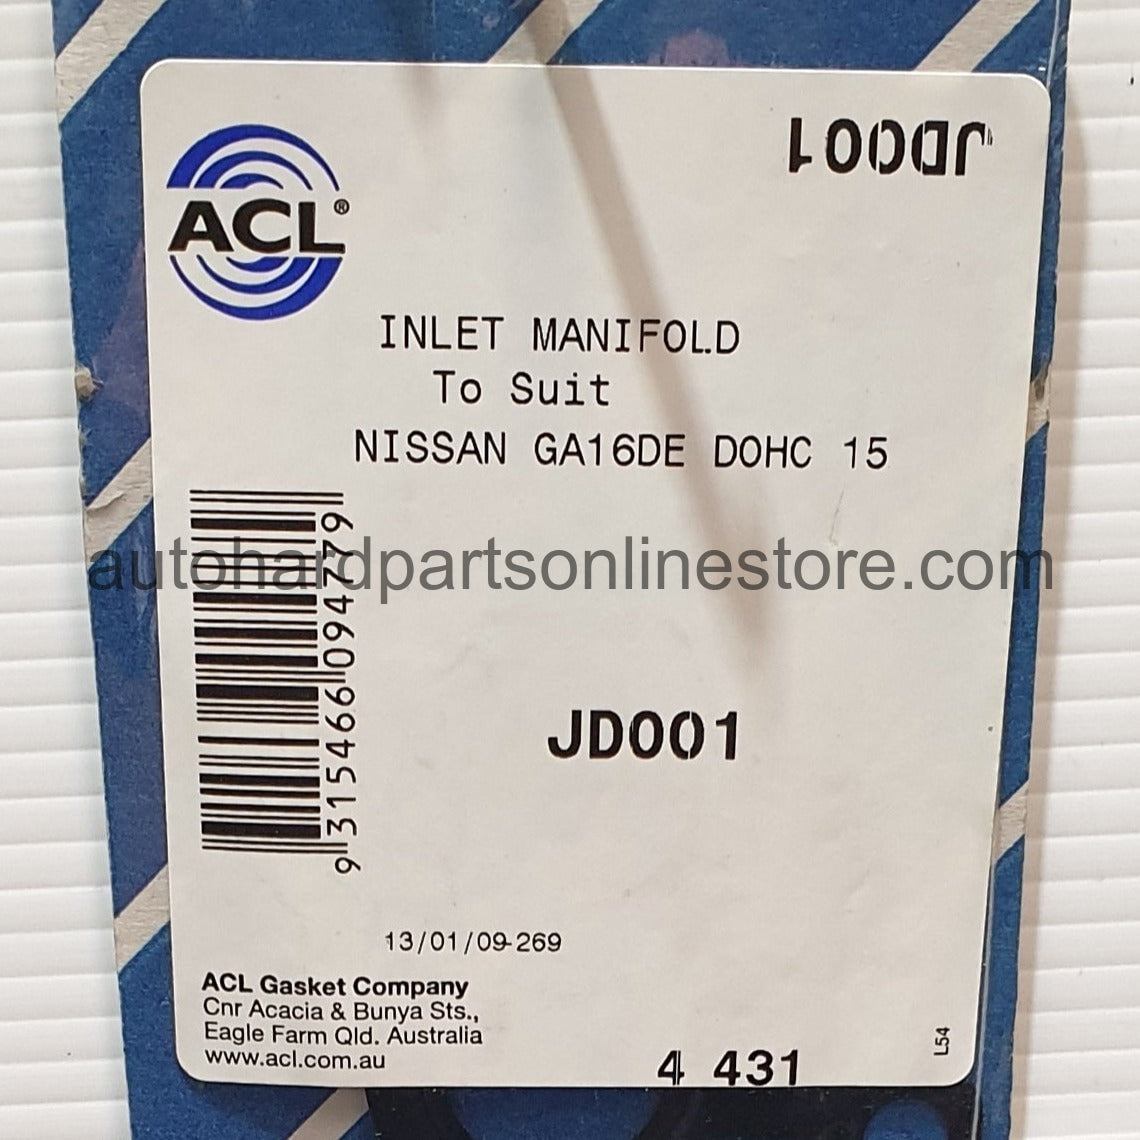 JD001
ACL®
INLET MANIFOLD
To Suit
NISSAN GA16DE DOHC 15
9315466094779
autohardpartsonlinestore.com
JD001
13/01/09-269
ACL Gasket Company
Cnr Acacia & Bunya Sts.,
Eagle Farm Qld. Australia
www.acl.com.au
4 431
L54